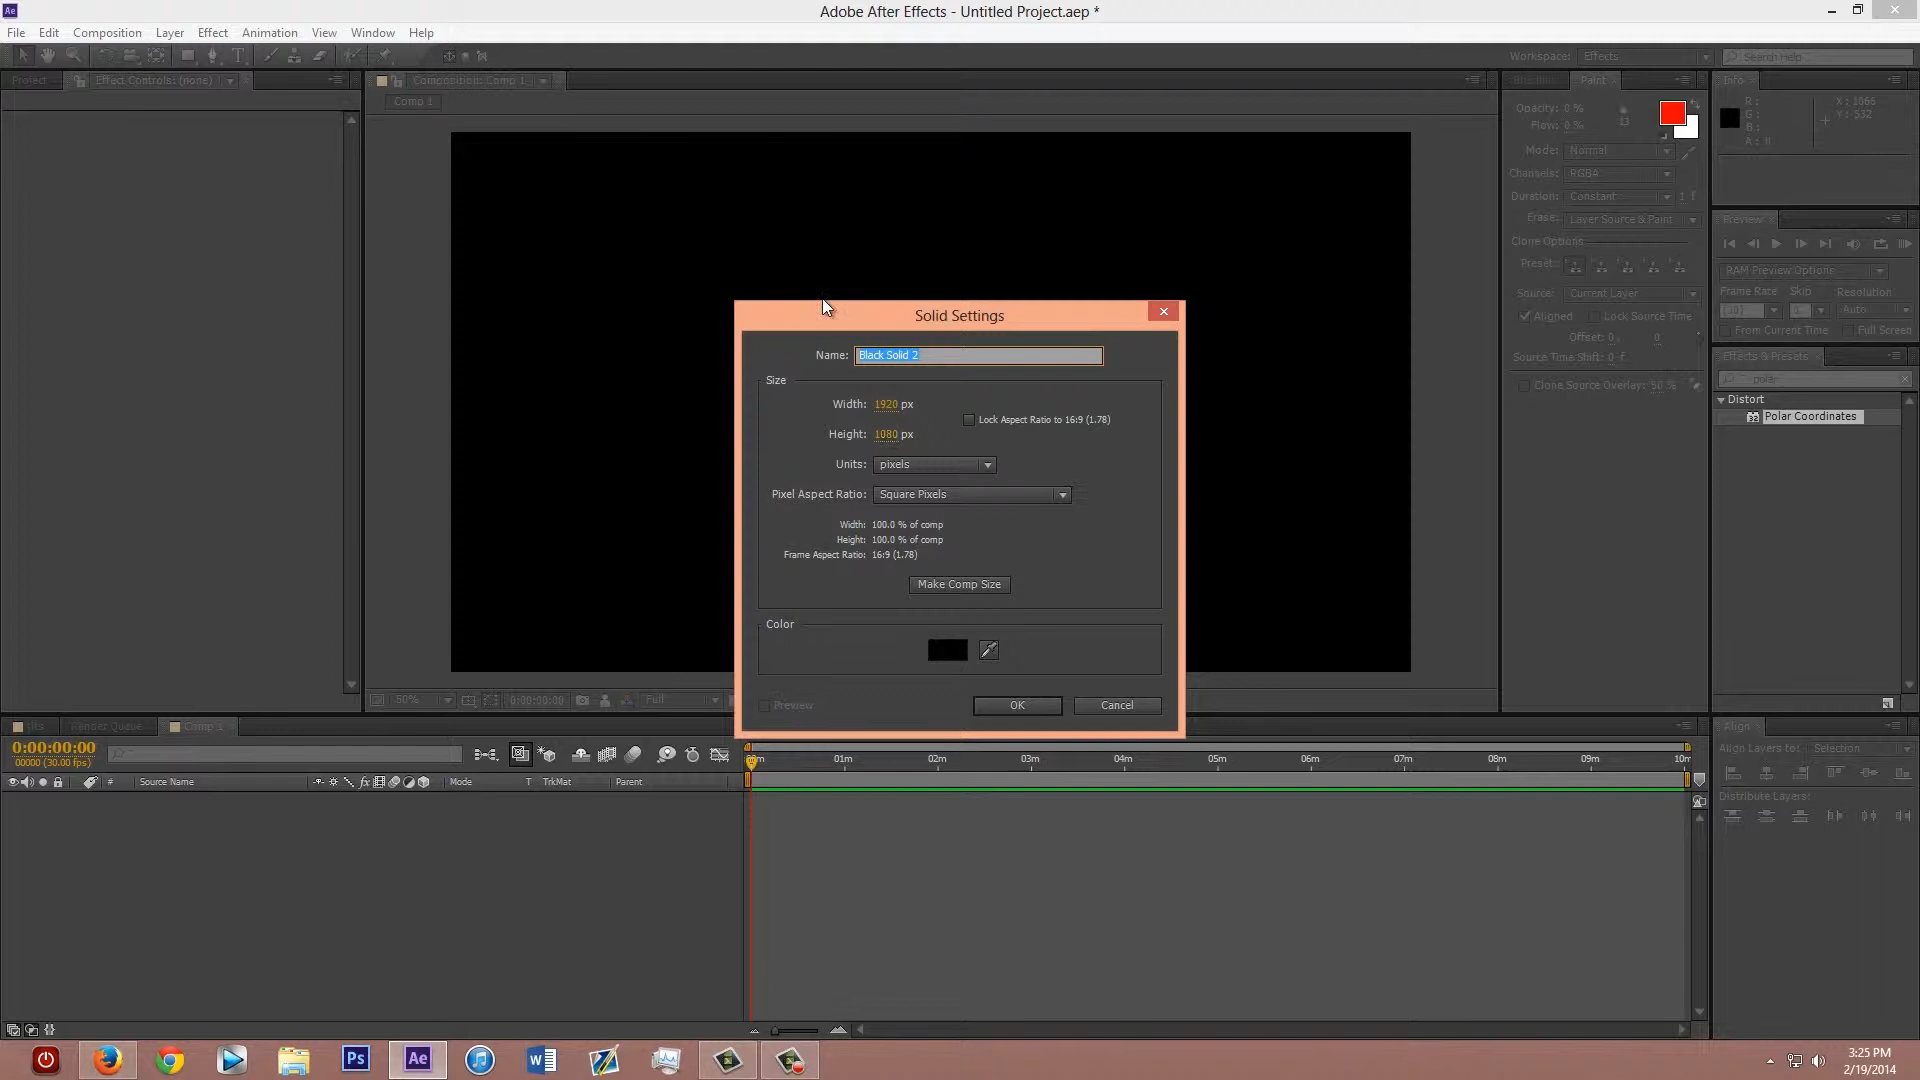 Adobe After Effects - Untitled Project.aep *
File Edit Composition Layer Effect Animation View Window Help
Workspace: Effects
Search Help
Project
Effect Controls: (none)
Composition: Comp 1
Paint
Info
Comp 1
Opacity: 0 %
Flow: 0 %
13
R:
G:
B:
X: 1066
Y: 532
Mode: Normal
Channels: RGBA
Duration: Constant 1 f
Erase: Layer Source & Paint
Clone Options
Preset:
Source: Current Layer
Aligned Lock Source Time
Offset: 0, 0
Source Time Shift: 0 f
Clone Source Overlay: 50 %
Preview
RAM Preview Options
Frame Rate Skip Resolution
(30) Auto
From Current Time Full Screen
Effects & Presets
polar
Distort
Polar Coordinates
Solid Settings
Name: Black Solid 2
Size
Width: 1920 px
Lock Aspect Ratio to 16:9 (1.78)
Height: 1080 px
Units: pixels
Pixel Aspect Ratio: Square Pixels
Width: 100.0 % of comp
Height: 100.0 % of comp
Frame Aspect Ratio: 16:9 (1.78)
Make Comp Size
Color
Preview
OK
Cancel
50% 0:00:00:00 Full
Render Queue
Comp 1
0:00:00:00
00000 (30.00 fps)
# Source Name Mode T TrkMat Parent
01m 02m 03m 04m 05m 06m 07m 08m 09m 10m
Align
Align Layers to: Selection
Distribute Layers:
Ps Ae
3:25 PM
2/19/2014